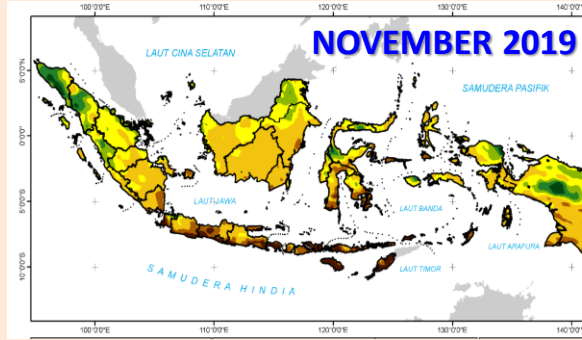 100°0'0"E 110°0'0"E 120°0'0"E 130°0'0"E 140°0'0"E
NOVEMBER 2019
LAUT CINA SELATAN
SAMUDERA PASIFIK
5°0'0"N
0°0'0"
LAUT JAWA
LAUT BANDA
5°0'0"S
LAUT ARAFURA
LAUT TIMOR
10°0'0"S
SAMUDERA HINDIA
100°0'0"E 110°0'0"E 120°0'0"E 130°0'0"E 140°0'0"E